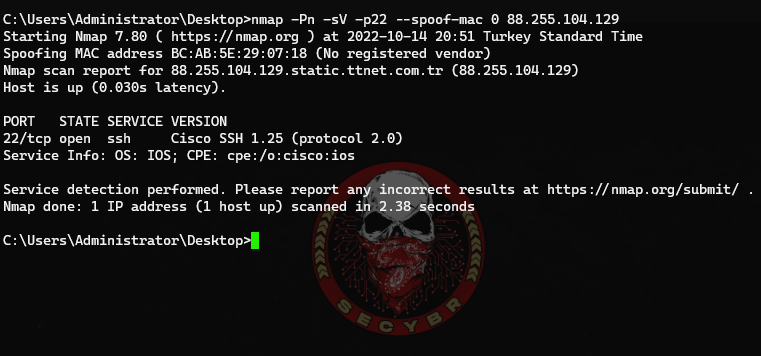 C:\Users\Administrator\Desktop>nmap -Pn -sV -p22 --spoof-mac 0 88.255.104.129
Starting Nmap 7.80 ( https://nmap.org ) at 2022-10-14 20:51 Turkey Standard Time
Spoofing MAC address BC:AB:5E:29:07:18 (No registered vendor)
Nmap scan report for 88.255.104.129.static.ttnet.com.tr (88.255.104.129)
Host is up (0.030s latency).
PORT   STATE SERVICE VERSION
22/tcp open  ssh     Cisco SSH 1.25 (protocol 2.0)
Service Info: OS: IOS; CPE: cpe:/o:cisco:ios
Service detection performed. Please report any incorrect results at https://nmap.org/submit/ .
Nmap done: 1 IP address (1 host up) scanned in 2.38 seconds
C:\Users\Administrator\Desktop>
SECYBR